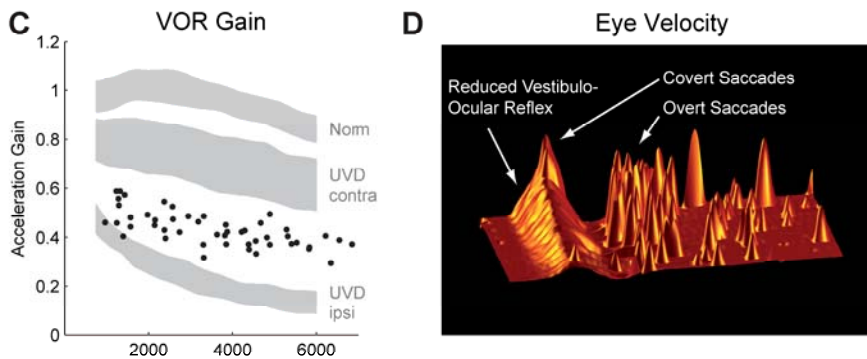 C
VOR Gain
1.2
1
0.8
0.6
0.4
0.2
0
Acceleration Gain
Norm
UVD
contra
UVD
ipsi
2000
4000
6000
D
Eye Velocity
Reduced Vestibulo-
Ocular Reflex
Covert Saccades
Overt Saccades